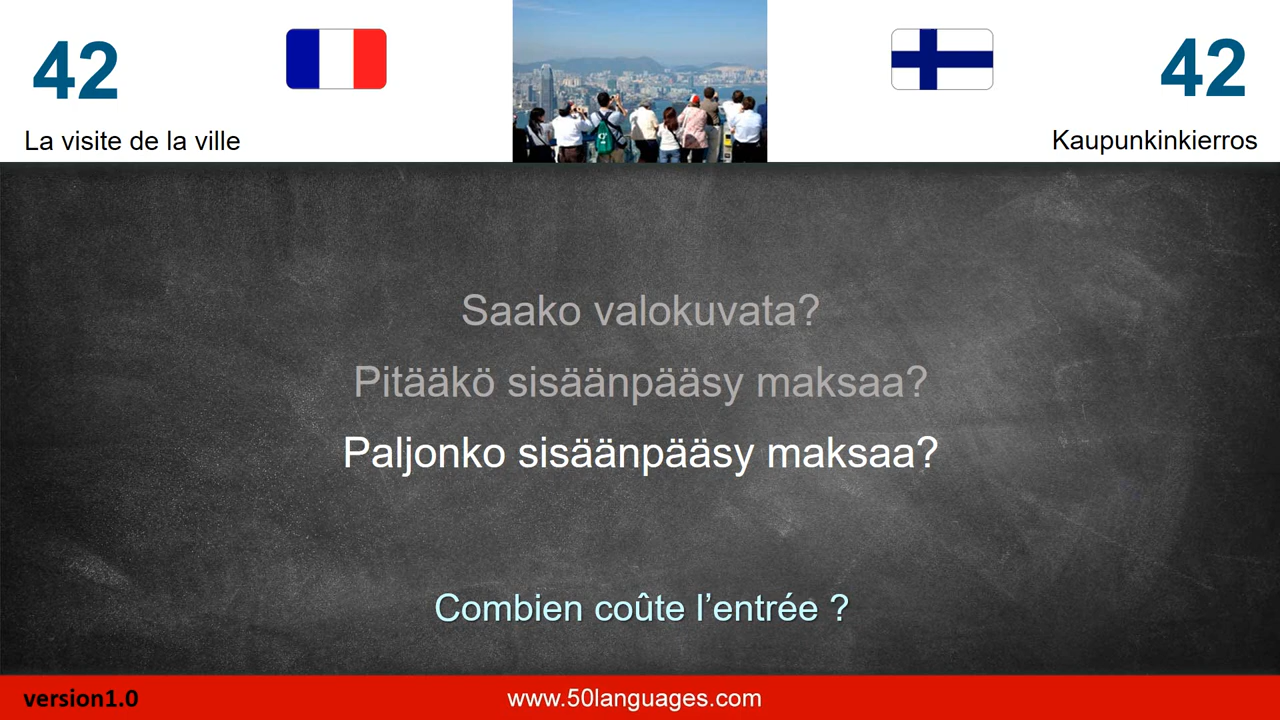 42
42
La visite de la ville
Kaupunkinkierros
Saako valokuvata?
Pitääkö sisäänpääsy maksaa?
Paljonko sisäänpääsy maksaa?
Combien coûte l’entrée ?
version1.0
www.50languages.com